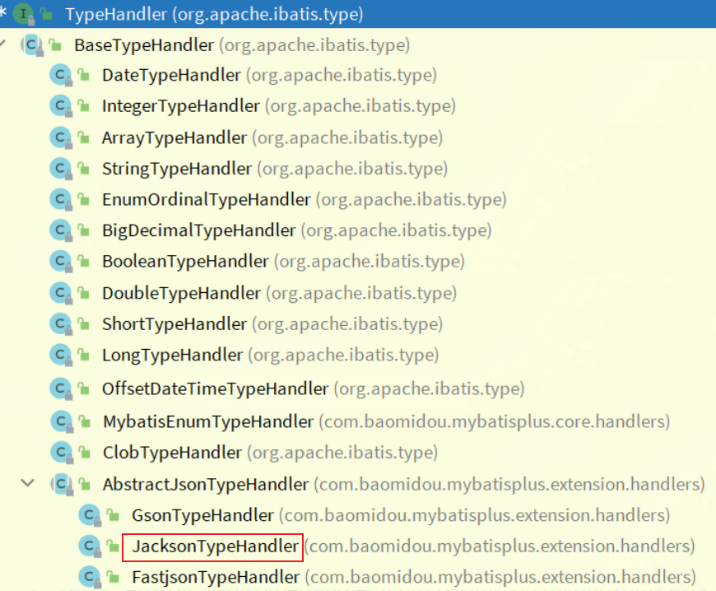 * I TypeHandler (org.apache.ibatis.type)
C BaseTypeHandler (org.apache.ibatis.type)
C DateTypeHandler (org.apache.ibatis.type)
C IntegerTypeHandler (org.apache.ibatis.type)
C ArrayTypeHandler (org.apache.ibatis.type)
C StringTypeHandler (org.apache.ibatis.type)
C EnumOrdinalTypeHandler (org.apache.ibatis.type)
C BigDecimalTypeHandler (org.apache.ibatis.type)
C BooleanTypeHandler (org.apache.ibatis.type)
C DoubleTypeHandler (org.apache.ibatis.type)
C ShortTypeHandler (org.apache.ibatis.type)
C LongTypeHandler (org.apache.ibatis.type)
C OffsetDateTimeTypeHandler (org.apache.ibatis.type)
C MybatisEnumTypeHandler (com.baomidou.mybatisplus.core.handlers)
C ClobTypeHandler (org.apache.ibatis.type)
C AbstractJsonTypeHandler (com.baomidou.mybatisplus.extension.handlers)
C GsonTypeHandler (com.baomidou.mybatisplus.extension.handlers)
C JacksonTypeHandler (com.baomidou.mybatisplus.extension.handlers)
C FastjsonTypeHandler (com.baomidou.mybatisplus.extension.handlers)